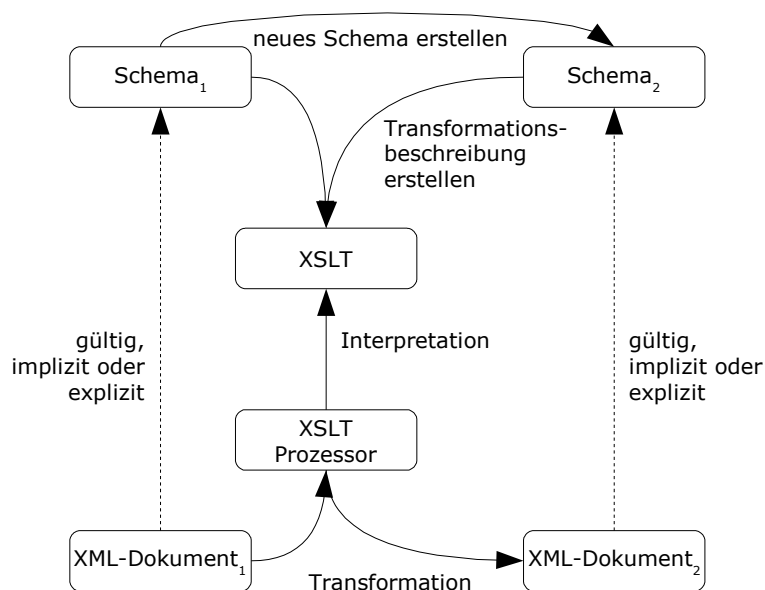 neues Schema erstellen
Schema₁
Schema₂
Transformations-
beschreibung
erstellen
XSLT
gültig,
implizit oder
explizit
Interpretation
gültig,
implizit oder
explizit
XSLT
Prozessor
XML-Dokument₁
XML-Dokument₂
Transformation